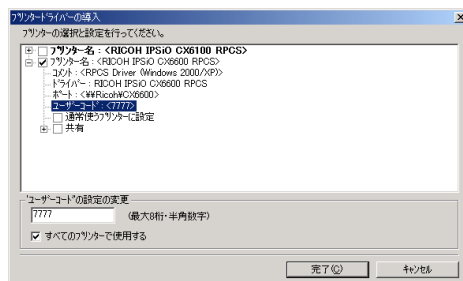 プリンタードライバーの導入
プリンターの選択と設定を行ってください。
プリンター名 : <RICOH IPSiO CX6100 RPCS>
プリンター名 : <RICOH IPSiO CX6600 RPCS>
コメント : <RPCS Driver (Windows 2000/XP)>
ドライバー : RICOH IPSiO CX6600 RPCS
ポート : <¥¥Ricoh¥CX6600>
ユーザーコード : <7777>
通常使うプリンターに設定
共有
'ユーザーコード'の設定の変更
7777 (最大8桁・半角数字)
すべてのプリンターで使用する
完了(C) キャンセル